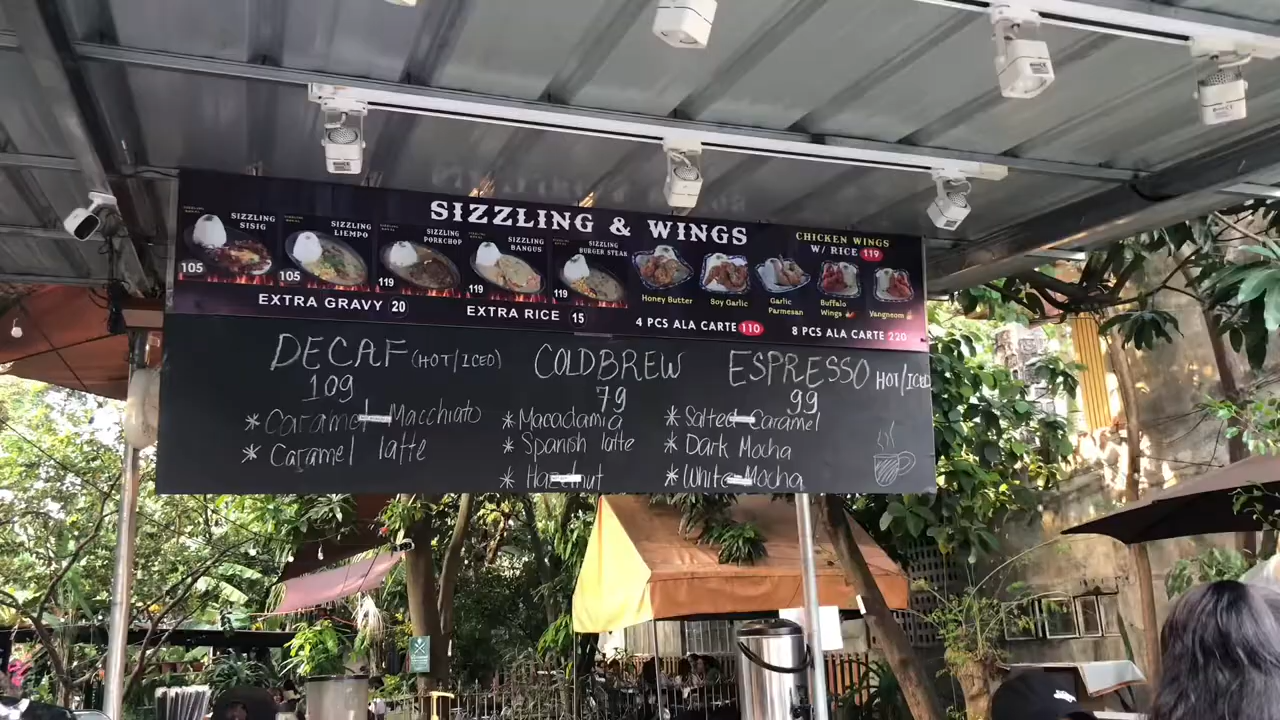 SIZZLING & WINGS
SIZZLING SISIG
105
SIZZLING LIEMPO
105
SIZZLING PORKCHOP
119
SIZZLING BANGUS
119
SIZZLING BURGER STEAK
119
CHICKEN WINGS
W/ RICE 119
Honey Butter
Soy Garlic
Garlic Parmesan
Buffalo Wings
Yangneom
EXTRA GRAVY 20
EXTRA RICE 15
4 PCS ALA CARTE 110
8 PCS ALA CARTE 220
DECAF (HOT/ICED)
109
* Caramel Macchiato
* Caramel latte
COLDBREW
79
* Macadamia
* Spanish latte
* Hazelnut
ESPRESSO HOT/ICED
99
* Salted Caramel
* Dark Mocha
* White Mocha